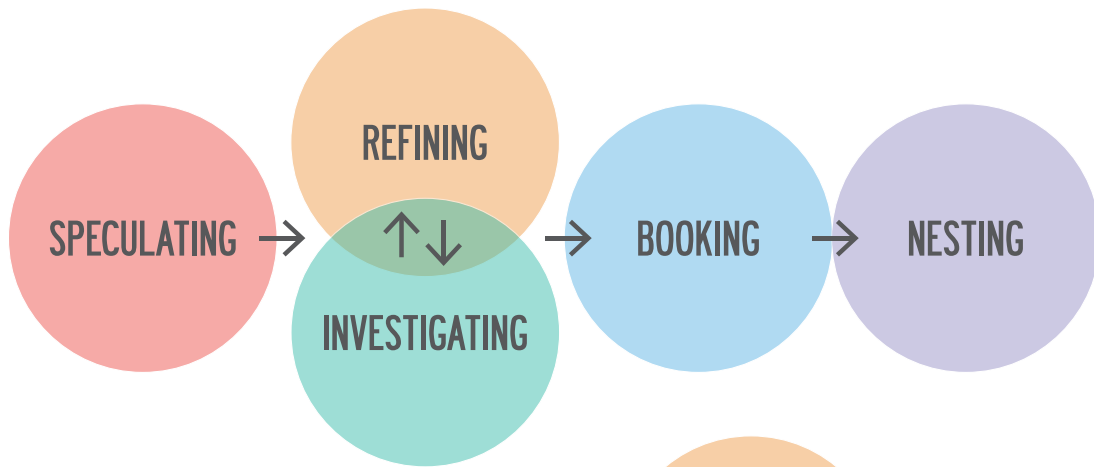 SPECULATING
REFINING
INVESTIGATING
BOOKING
NESTING